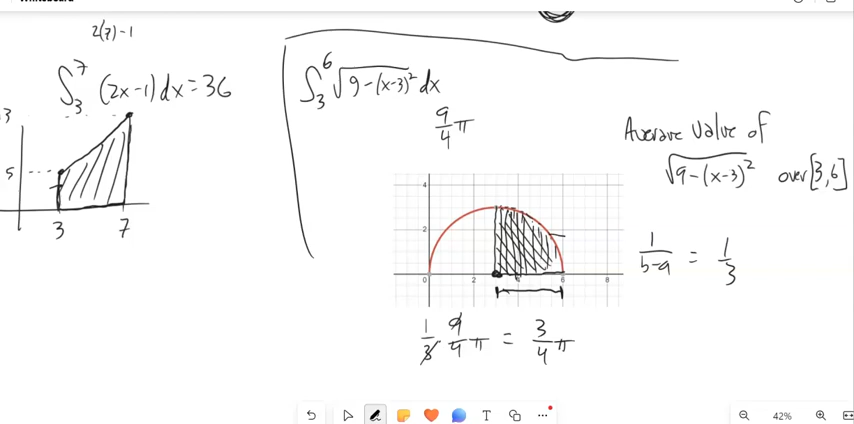 Whiteboard
2(7)-1
∫₃⁷ (2x-1)dx=36
3
5
3 7
∫₃⁶ √9-(x-3)² dx
9/4 π
4
2
0 2 4 6 8
1/3 · 9/4 π = 3/4 π
Average Value of
√9-(x-3)² over [3,6]
1/b-a = 1/3
T
42%